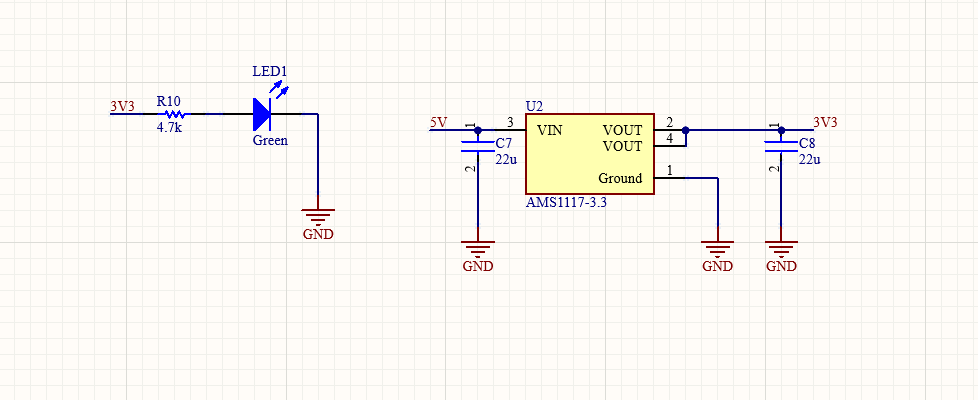 LED1
3V3
R10
4.7k
Green
GND
U2
5V
1
3
VIN
VOUT
2
VOUT
4
Ground
1
AMS1117-3.3
C7
22u
2
GND
GND
1
3V3
C8
22u
2
GND